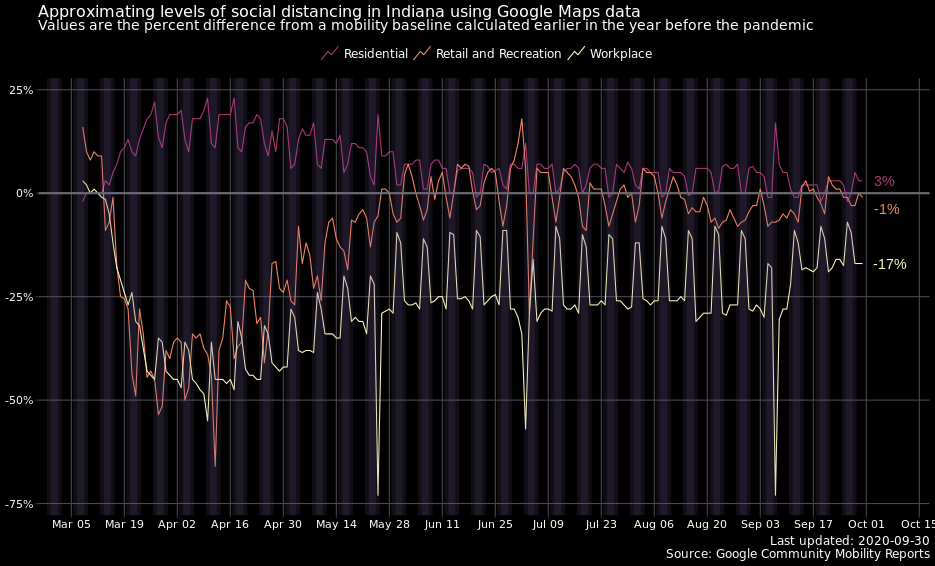 Approximating levels of social distancing in Indiana using Google Maps data
Values are the percent difference from a mobility baseline calculated earlier in the year before the pandemic
Residential Retail and Recreation Workplace
25%
0%
-25%
-50%
-75%
3%
-1%
-17%
Mar 05 Mar 19 Apr 02 Apr 16 Apr 30 May 14 May 28 Jun 11 Jun 25 Jul 09 Jul 23 Aug 06 Aug 20 Sep 03 Sep 17 Oct 01 Oct 15
Last updated: 2020-09-30
Source: Google Community Mobility Reports